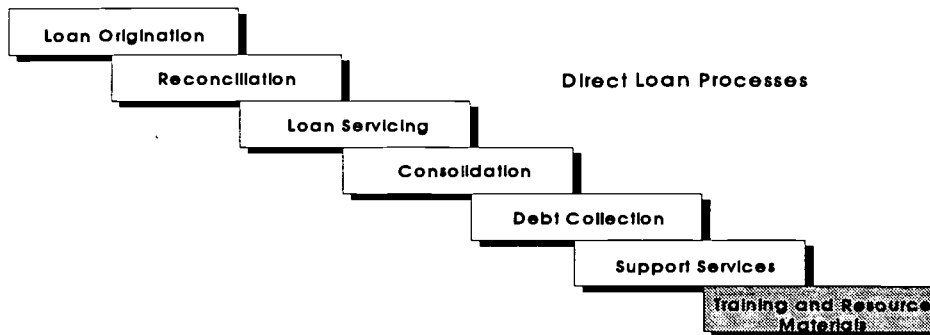 Loan Origination
Reconciliation
Direct Loan Processes
Loan Servicing
Consolidation
Debt Collection
Support Services
Training and Resource
Materials